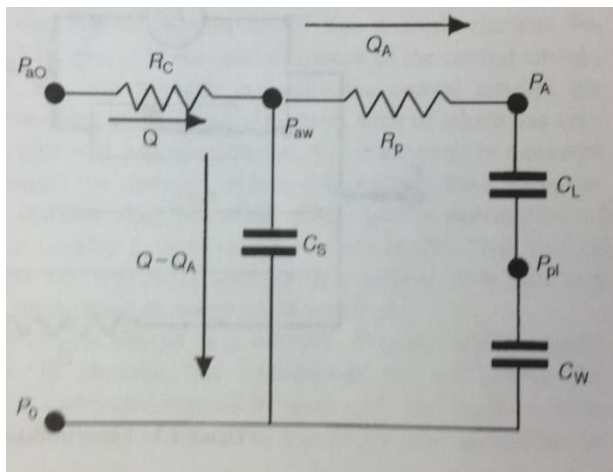 Q_A
P_aO
R_C
P_aw
P_A
Q
R_p
C_L
C_S
Q-Q_A
P_pl
C_W
P_0